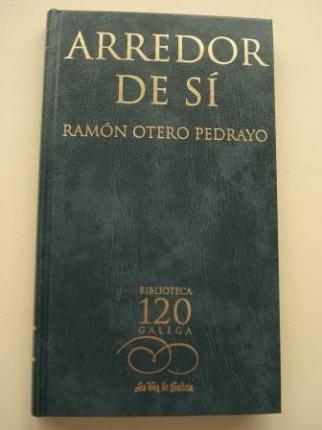 ARREDOR
DE SÍ
RAMÓN OTERO PEDRAYO
BIBLIOTECA
120
GALEGA
La Voz de Galicia